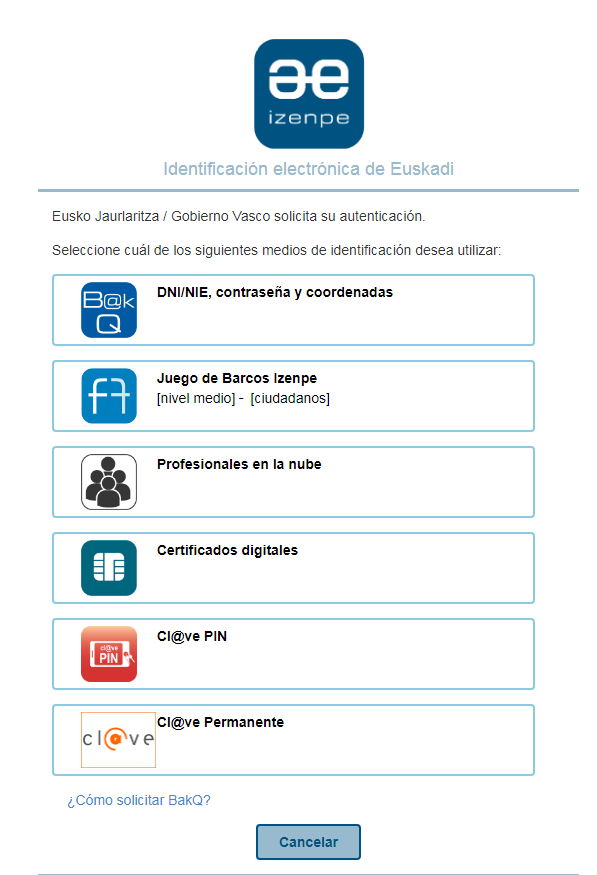 izenpe
Identificación electrónica de Euskadi
Eusko Jaurlaritza / Gobierno Vasco solicita su autenticación.
Seleccione cuál de los siguientes medios de identificación desea utilizar:
B@k
Q
DNI/NIE, contraseña y coordenadas
Juego de Barcos Izenpe
[nivel medio] - [ciudadanos]
Profesionales en la nube
Certificados digitales
cl@ve
PIN
Cl@ve PIN
cl@ve
Cl@ve Permanente
¿Cómo solicitar BakQ?
Cancelar